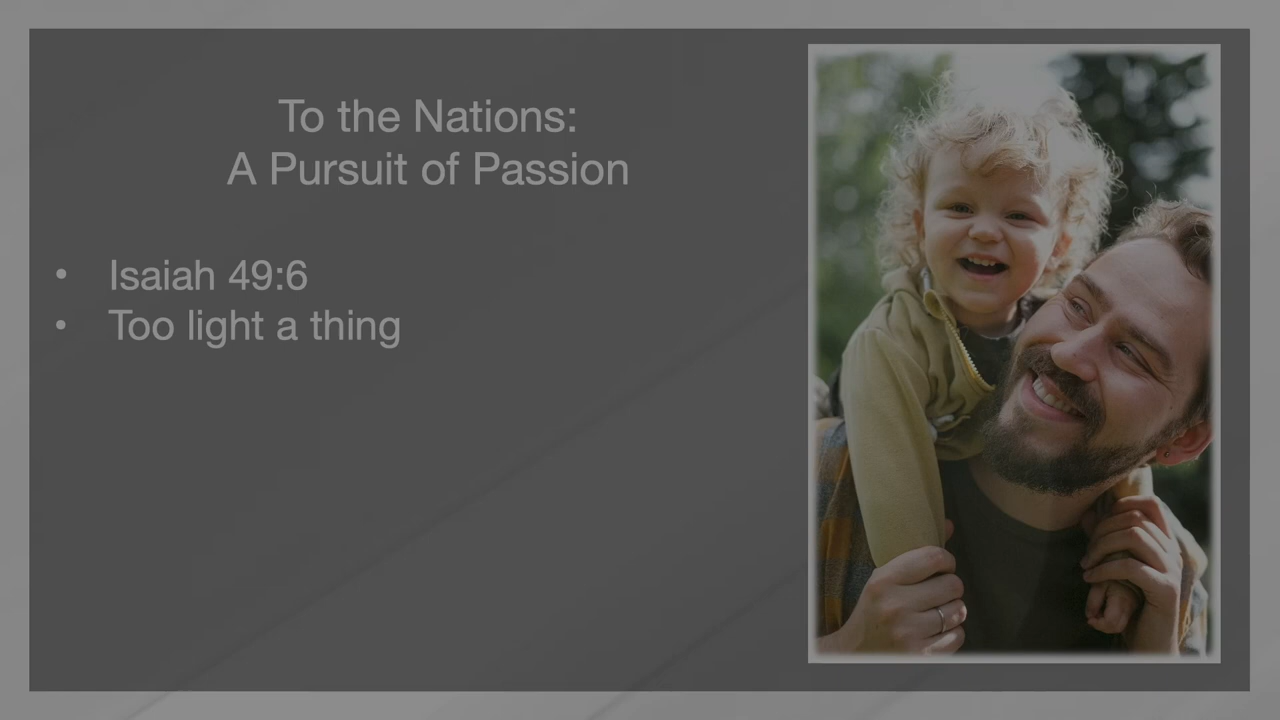 To the Nations:
A Pursuit of Passion
• Isaiah 49:6
• Too light a thing